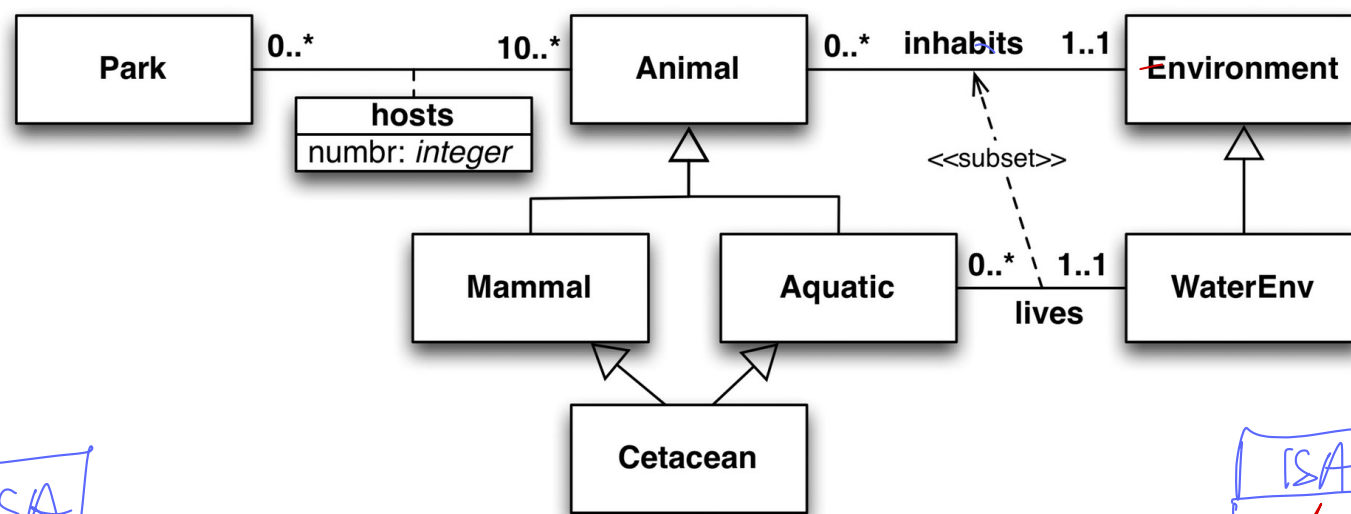 Park
0..*
10..*
Animal
0..*
inhabits
1..1
Environment
hosts
numbr: integer
<<subset>>
Mammal
Aquatic
0..*
1..1
lives
WaterEnv
Cetacean
SA
ISA